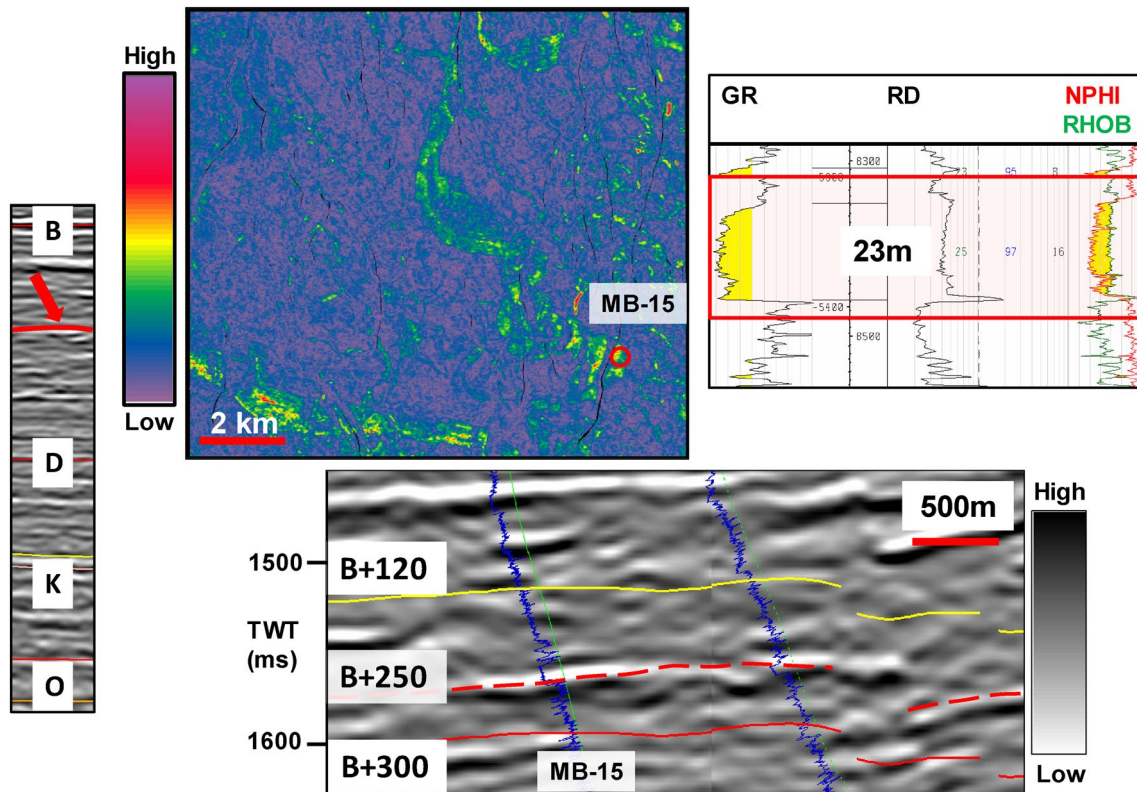 High
Low
B
D
K
O
MB-15
2 km
GR
RD
NPHI
RHOB
8300
23
95
8
23m
25
97
16
-5400
8500
500m
1500
TWT
(ms)
1600
B+120
B+250
B+300
MB-15
High
Low